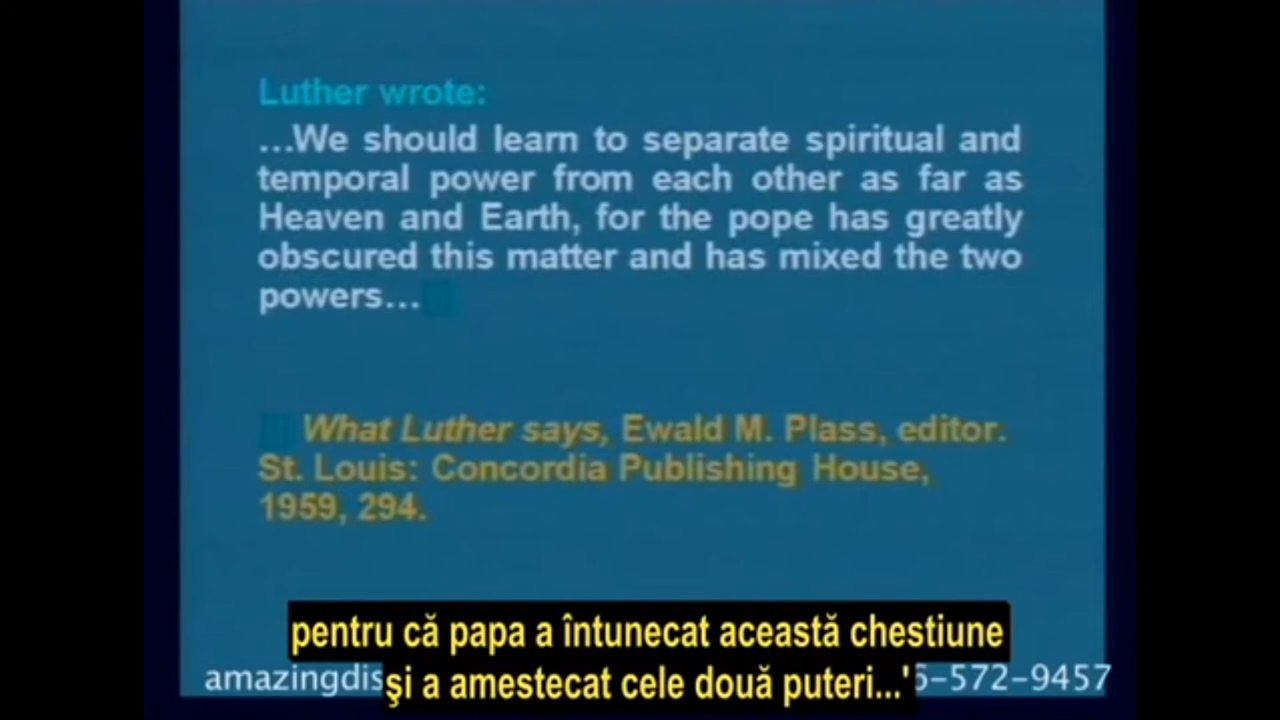 Luther wrote:
...We should learn to separate spiritual and
temporal power from each other as far as
Heaven and Earth, for the pope has greatly
obscured this matter and has mixed the two
powers...
What Luther says, Ewald M. Plass, editor.
St. Louis: Concordia Publishing House,
1959, 294.
pentru că papa a întunecat această chestiune
şi a amestecat cele două puteri...'
amazingdis 6-572-9457